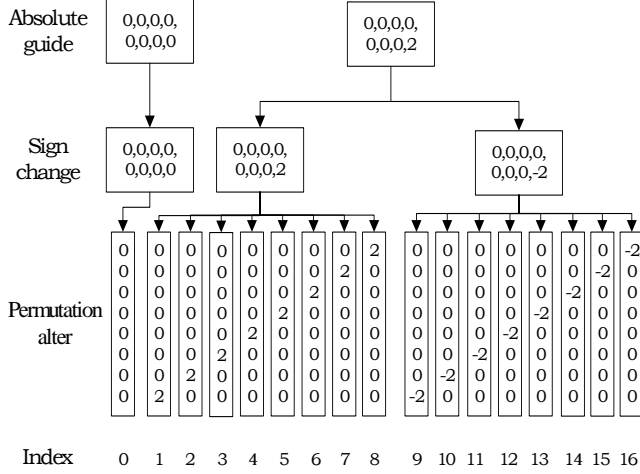 Absolute guide
0,0,0,0,
0,0,0,0
0,0,0,0,
0,0,0,2
Sign change
0,0,0,0,
0,0,0,0
0,0,0,0,
0,0,0,2
0,0,0,0,
0,0,0,-2
Permutation alter
0 0 0 0 0 0 0 0 2 0 0 0 0 0 0 0 -2
0 0 0 0 0 0 0 2 0 0 0 0 0 0 0 -2 0
0 0 0 0 0 0 2 0 0 0 0 0 0 0 -2 0 0
0 0 0 0 0 2 0 0 0 0 0 0 0 -2 0 0 0
0 0 0 0 2 0 0 0 0 0 0 0 -2 0 0 0 0
0 0 0 2 0 0 0 0 0 0 0 -2 0 0 0 0 0
0 0 2 0 0 0 0 0 0 0 -2 0 0 0 0 0 0
0 2 0 0 0 0 0 0 0 -2 0 0 0 0 0 0 0
Index 0 1 2 3 4 5 6 7 8 9 10 11 12 13 14 15 16